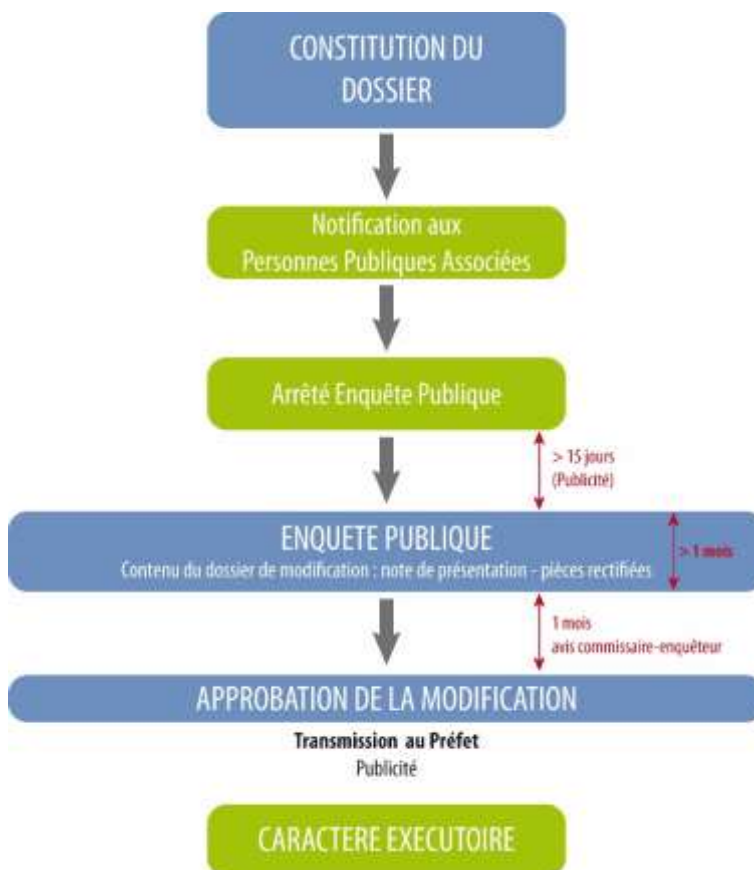 CONSTITUTION DU
DOSSIER
Notification aux
Personnes Publiques Associées
Arrêté Enquête Publique
> 15 jours
(Publicité)
ENQUETE PUBLIQUE
Contenu du dossier de modification : note de présentation - pièces rectifiées
> 1 mois
1 mois
avis commissaire-enquêteur
APPROBATION DE LA MODIFICATION
Transmission au Préfet
Publicité
CARACTERE EXECUTOIRE